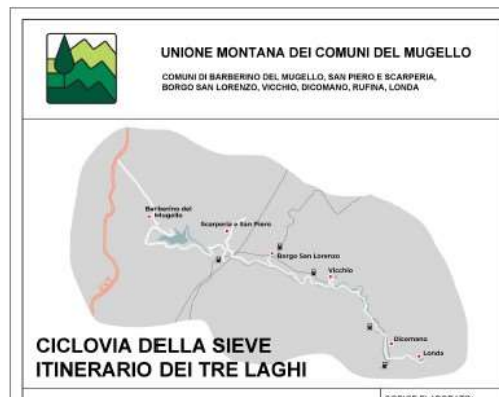 UNIONE MONTANA DEI COMUNI DEL MUGELLO
COMUNI DI BARBERINO DEL MUGELLO, SAN PIERO E SCARPERIA,
BORGO SAN LORENZO, VICCHIO, DICOMANO, RUFINA, LONDA
Barberino del
Mugello
Scarperia e San Piero
Borgo San Lorenzo
Vicchio
Dicomano
Londa
CICLOVIA DELLA SIEVE
ITINERARIO DEI TRE LAGHI